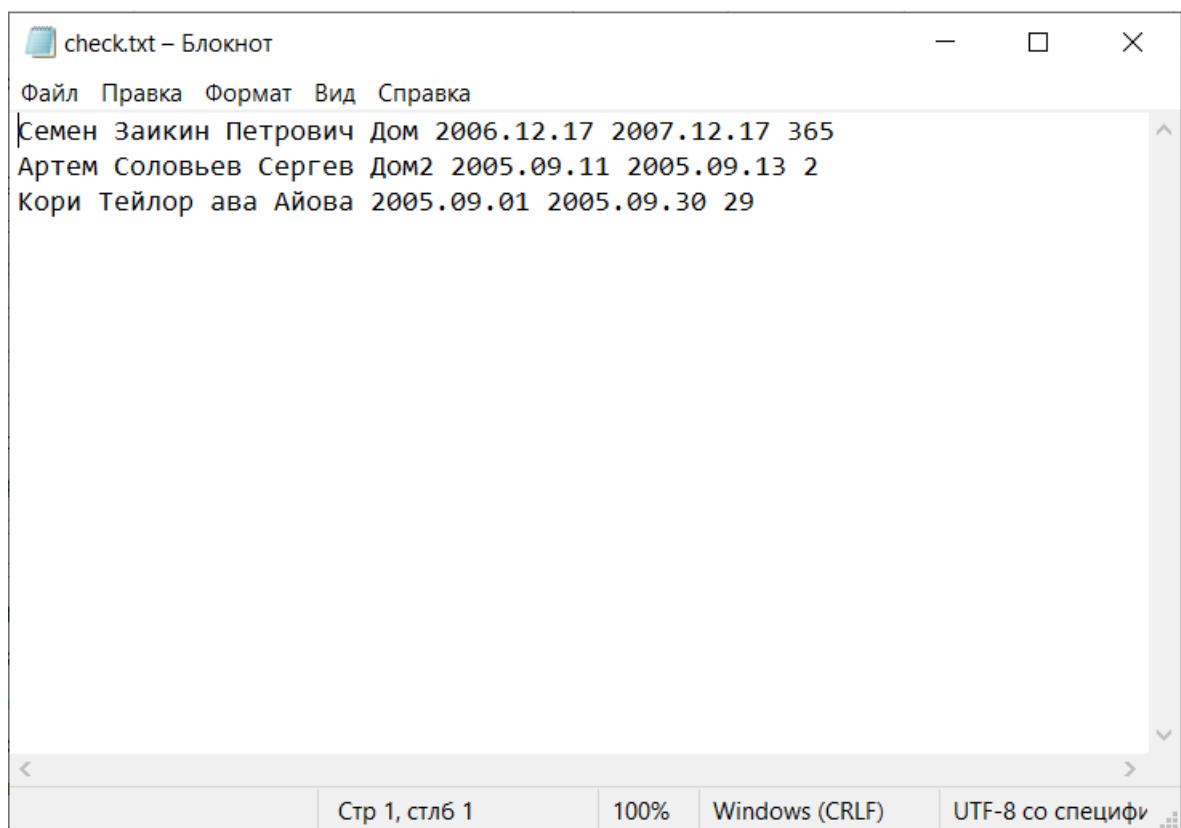 check.txt – Блокнот
Файл Правка Формат Вид Справка
Семен Заикин Петрович Дом 2006.12.17 2007.12.17 365
Артем Соловьев Сергев Дом2 2005.09.11 2005.09.13 2
Кори Тейлор ава Айова 2005.09.01 2005.09.30 29
Стр 1, стлб 1 100% Windows (CRLF) UTF-8 со специфи